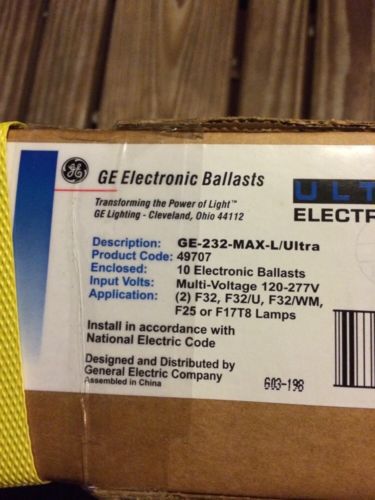 GE Electronic Ballasts
Transforming the Power of Light™
GE Lighting - Cleveland, Ohio 44112
ULT
ELECTR
Description: GE-232-MAX-L/Ultra
Product Code: 49707
Enclosed: 10 Electronic Ballasts
Input Volts: Multi-Voltage 120-277V
Application: (2) F32, F32/U, F32/WM,
F25 or F17T8 Lamps
Install in accordance with
National Electric Code
Designed and Distributed by
General Electric Company
Assembled in China
G03-198